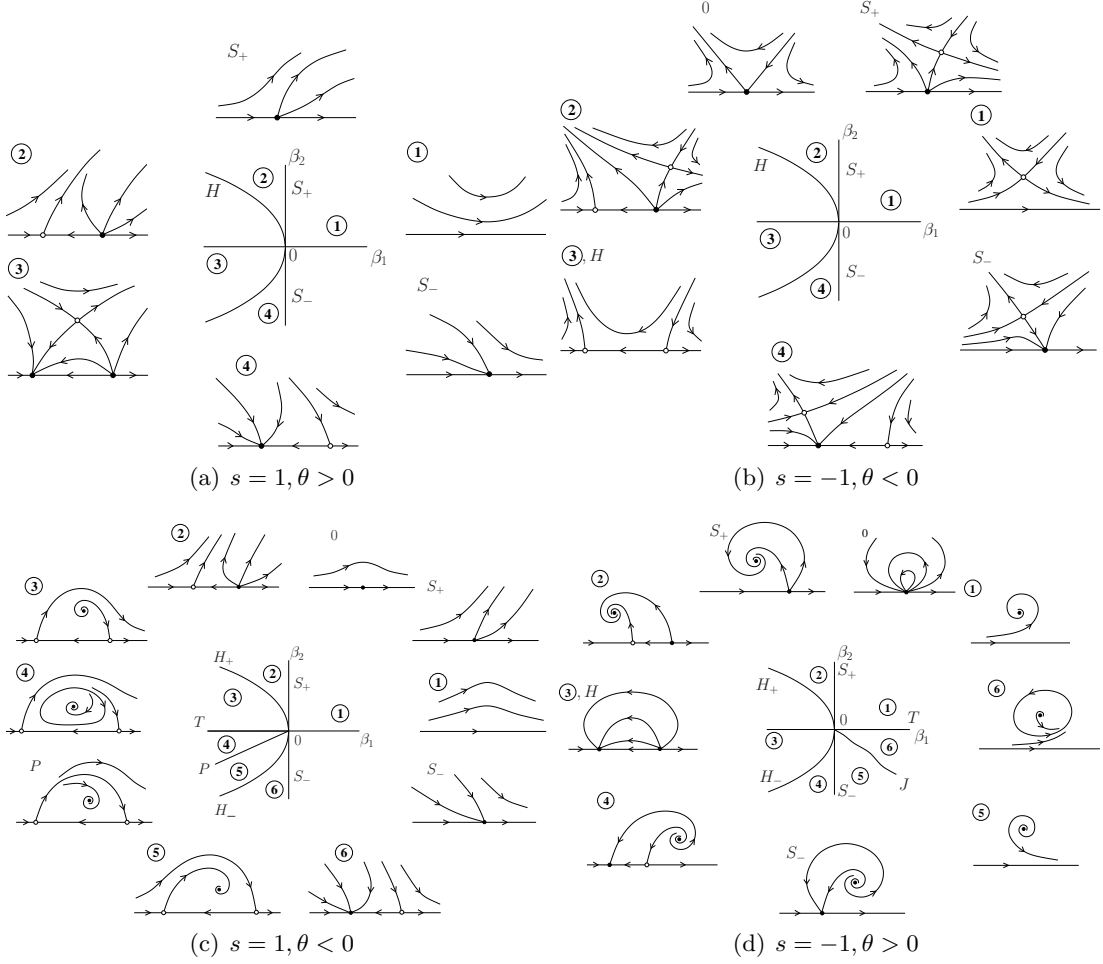 S₊
②
①
β₂
H
②
S₊
①
③
0
β₁
③
S₋
S₋
④
④
(a) s = 1, θ > 0
0
S₊
②
①
β₂
H
②
S₊
①
③
0
β₁
③, H
S₋
S₋
④
④
(b) s = −1, θ < 0
②
0
③
S₊
β₂
H₊
②
S₊
④
③
①
①
T
0
β₁
④
P
P
⑤
S₋
S₋
H₋
⑥
⑤
⑥
(c) s = 1, θ < 0
S₊
0
②
①
β₂
②
H₊
S₊
③, H
①
⑥
0
T
③
β₁
⑥
H₋
④
⑤
J
S₋
④
⑤
S₋
(d) s = −1, θ > 0